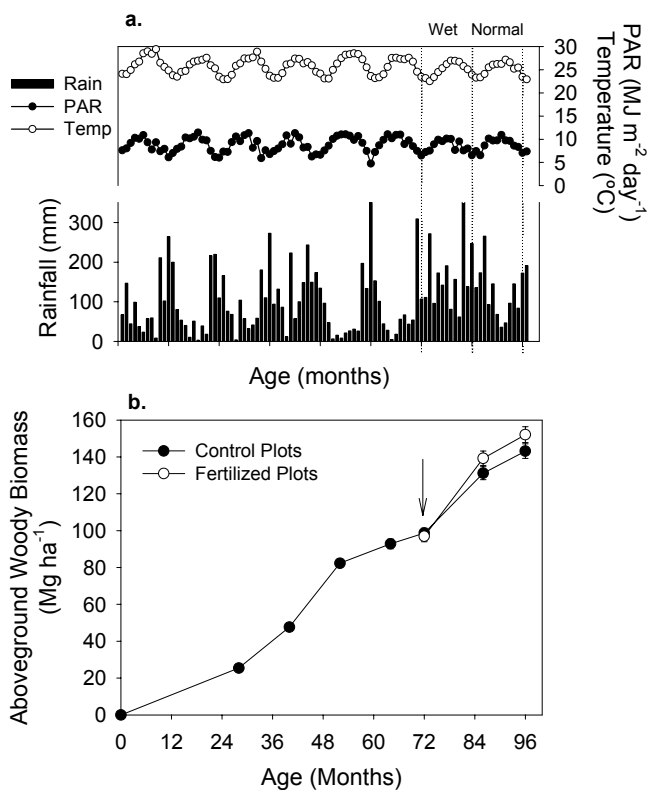 a.
Wet Normal
Rain
PAR
Temp
30
25
20
15
10
5
0
PAR (MJ m⁻² day⁻¹)
Temperature (ºC)
300
200
100
0
Rainfall (mm)
Age (months)
b.
160
140
120
100
80
60
40
20
0
Aboveground Woody Biomass
(Mg ha⁻¹)
Control Plots
Fertilized Plots
0 12 24 36 48 60 72 84 96
Age (Months)